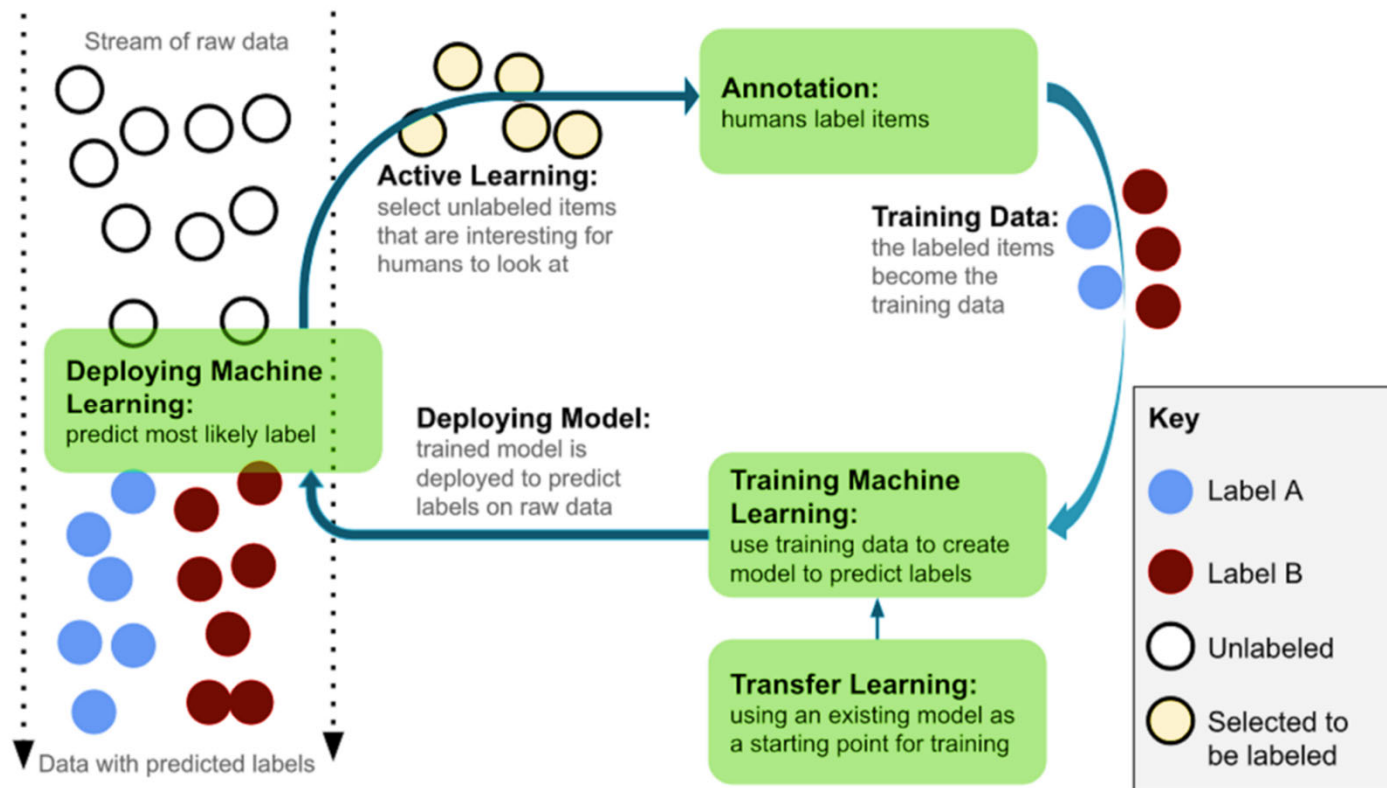 Stream of raw data
Active Learning:
select unlabeled items
that are interesting for
humans to look at
Annotation:
humans label items
Training Data:
the labeled items
become the
training data
Deploying Machine
Learning:
predict most likely label
Deploying Model:
trained model is
deployed to predict
labels on raw data
Training Machine
Learning:
use training data to create
model to predict labels
Transfer Learning:
using an existing model as
a starting point for training
Data with predicted labels
Key
Label A
Label B
Unlabeled
Selected to
be labeled